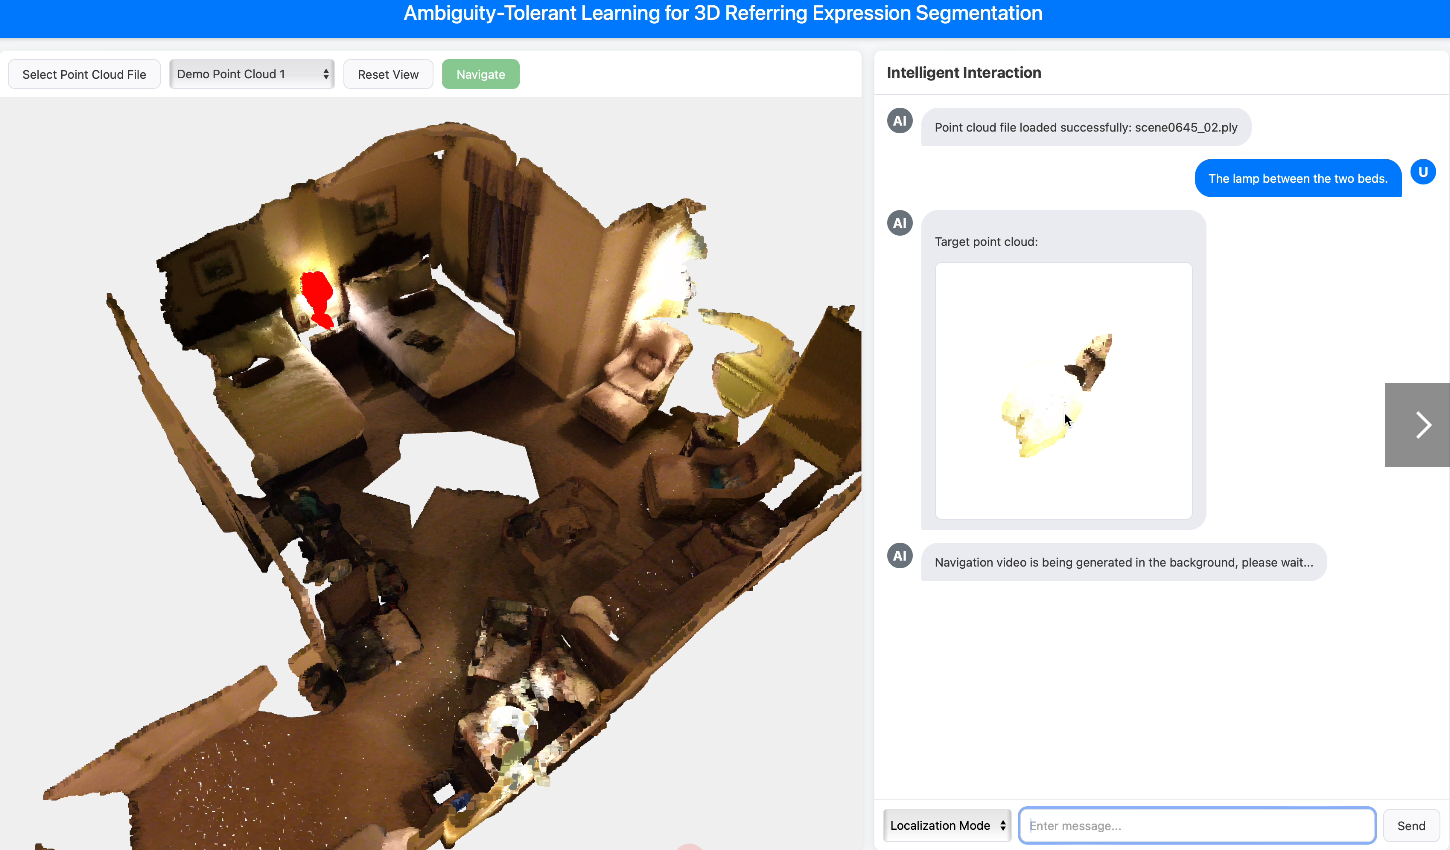 Ambiguity-Tolerant Learning for 3D Referring Expression Segmentation
Select Point Cloud File
Demo Point Cloud 1
Reset View
Navigate
Intelligent Interaction
AI
Point cloud file loaded successfully: scene0645_02.ply
The lamp between the two beds.
U
AI
Target point cloud:
AI
Navigation video is being generated in the background, please wait...
Localization Mode
Enter message...
Send